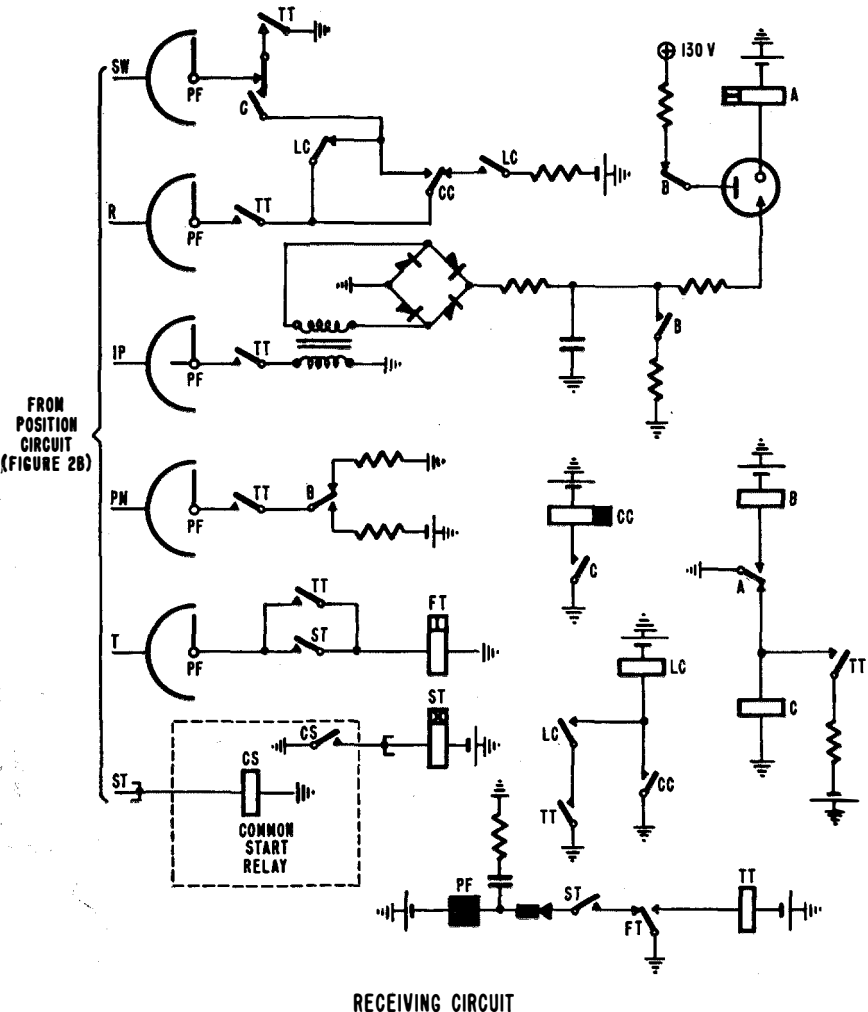 TT
SW
PF
C
LC
LC
CC
R
TT
PF
130 V
A
B
IP
TT
PF
B
FROM
POSITION
CIRCUIT
(FIGURE 2B)
PN
TT
B
PF
CC
C
B
A
T
TT
ST
PF
FT
LC
TT
C
ST
CS
LC
CC
TT
ST
CS
COMMON
START
RELAY
PF
ST
FT
TT
RECEIVING CIRCUIT